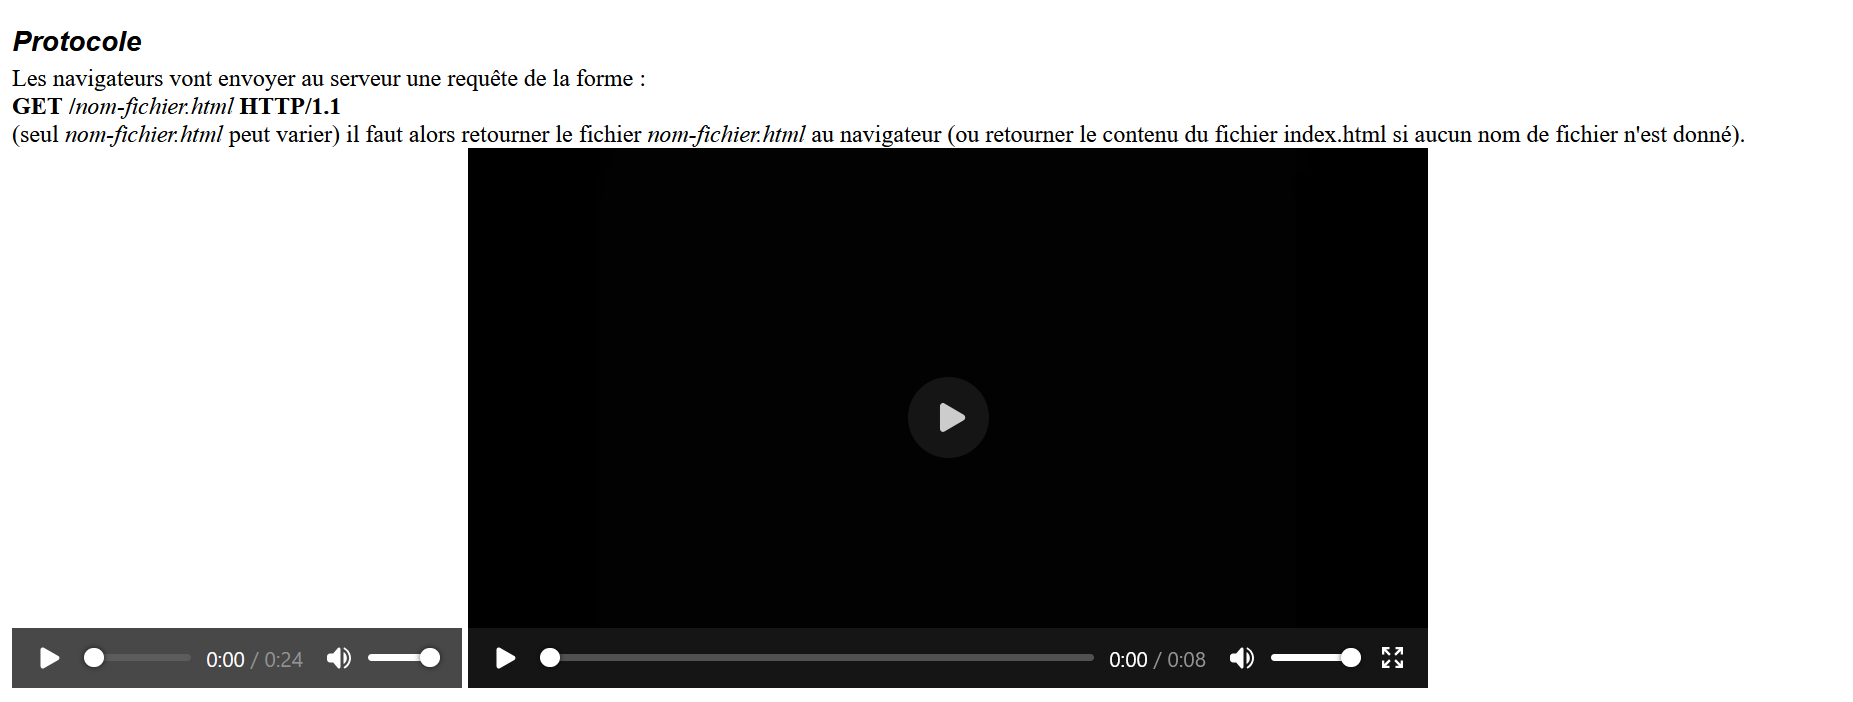 Protocole
Les navigateurs vont envoyer au serveur une requête de la forme :
GET /nom-fichier.html HTTP/1.1
(seul nom-fichier.html peut varier) il faut alors retourner le fichier nom-fichier.html au navigateur (ou retourner le contenu du fichier index.html si aucun nom de fichier n'est donné).
0:00 / 0:24
0:00 / 0:08